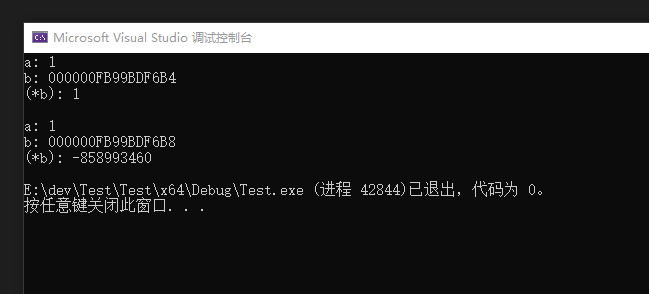 Microsoft Visual Studio 调试控制台
a: 1
b: 000000FB99BDF6B4
(*b): 1
a: 1
b: 000000FB99BDF6B8
(*b): -858993460
E:\dev\Test\Test\x64\Debug\Test.exe (进程 42844)已退出，代码为 0。
按任意键关闭此窗口. . .